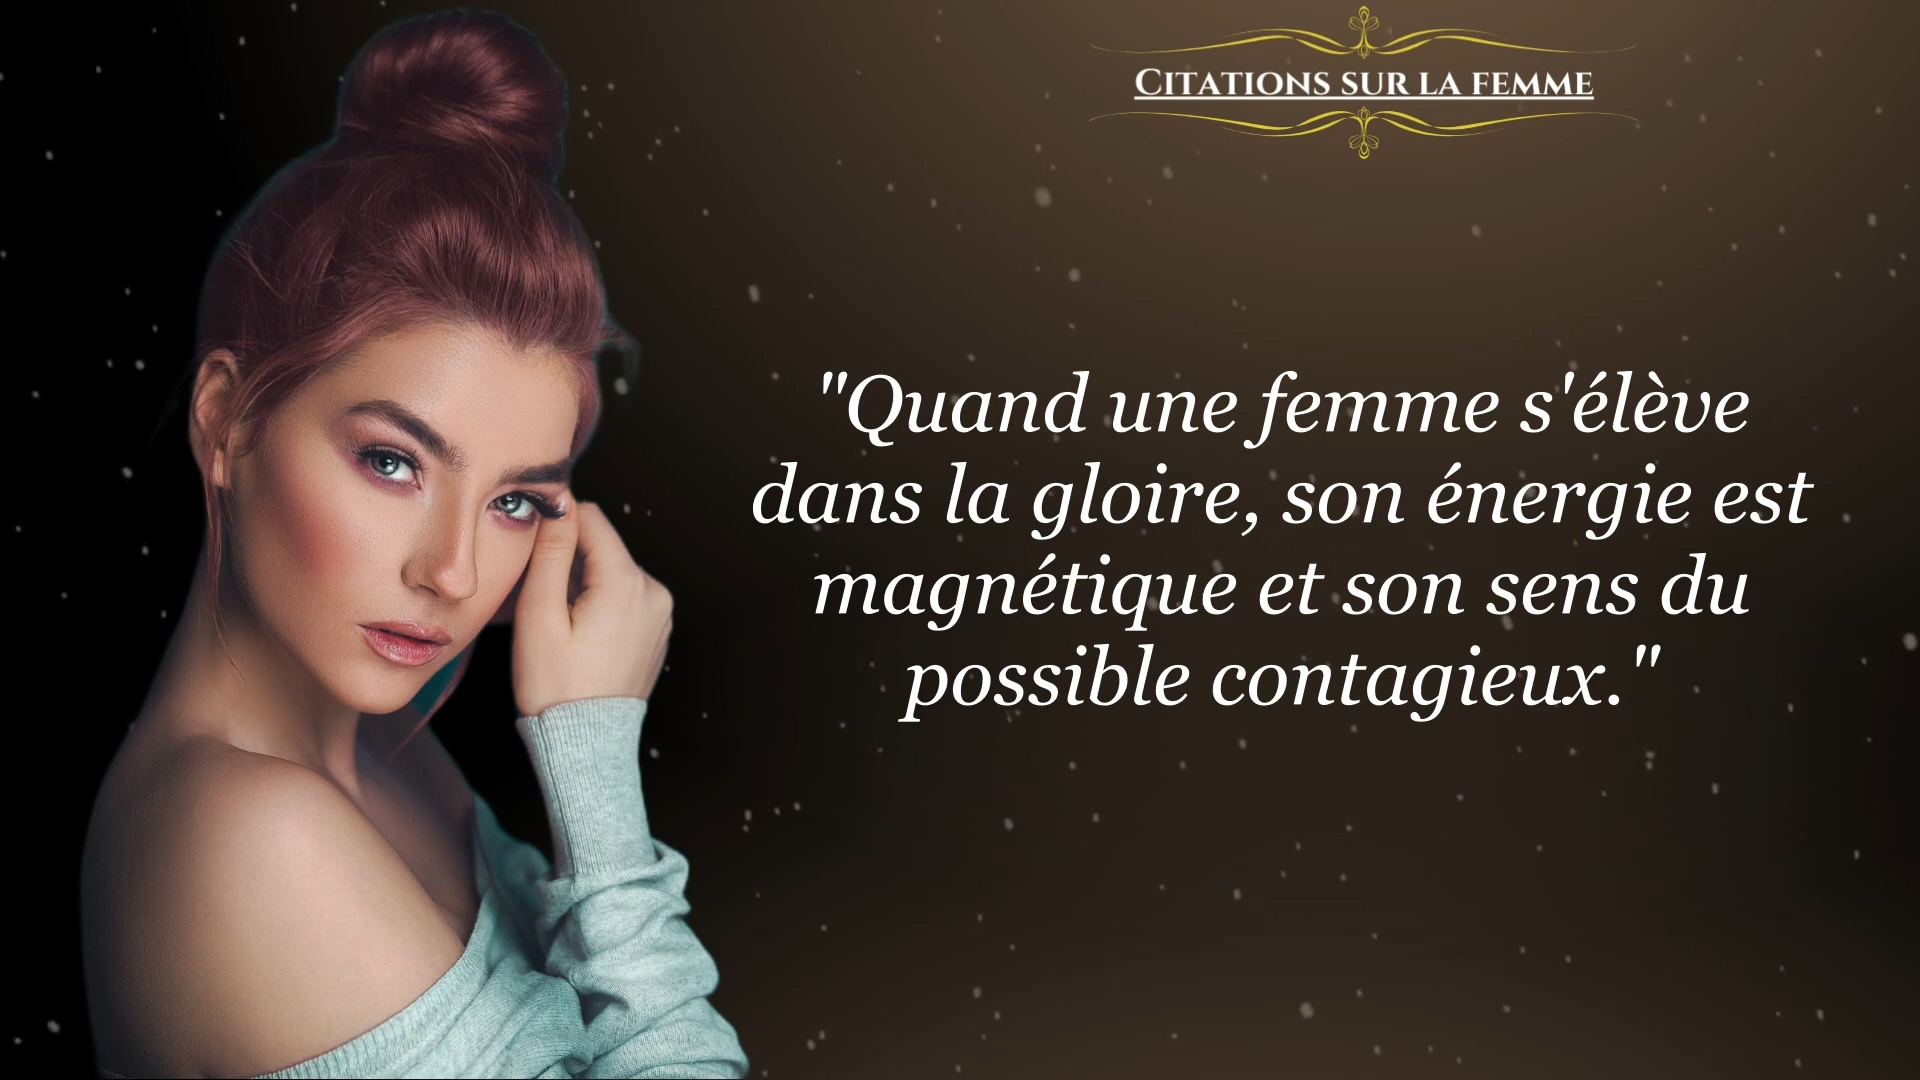 Citations sur la femme
"Quand une femme s'élève
dans la gloire, son énergie est
magnétique et son sens du
possible contagieux."